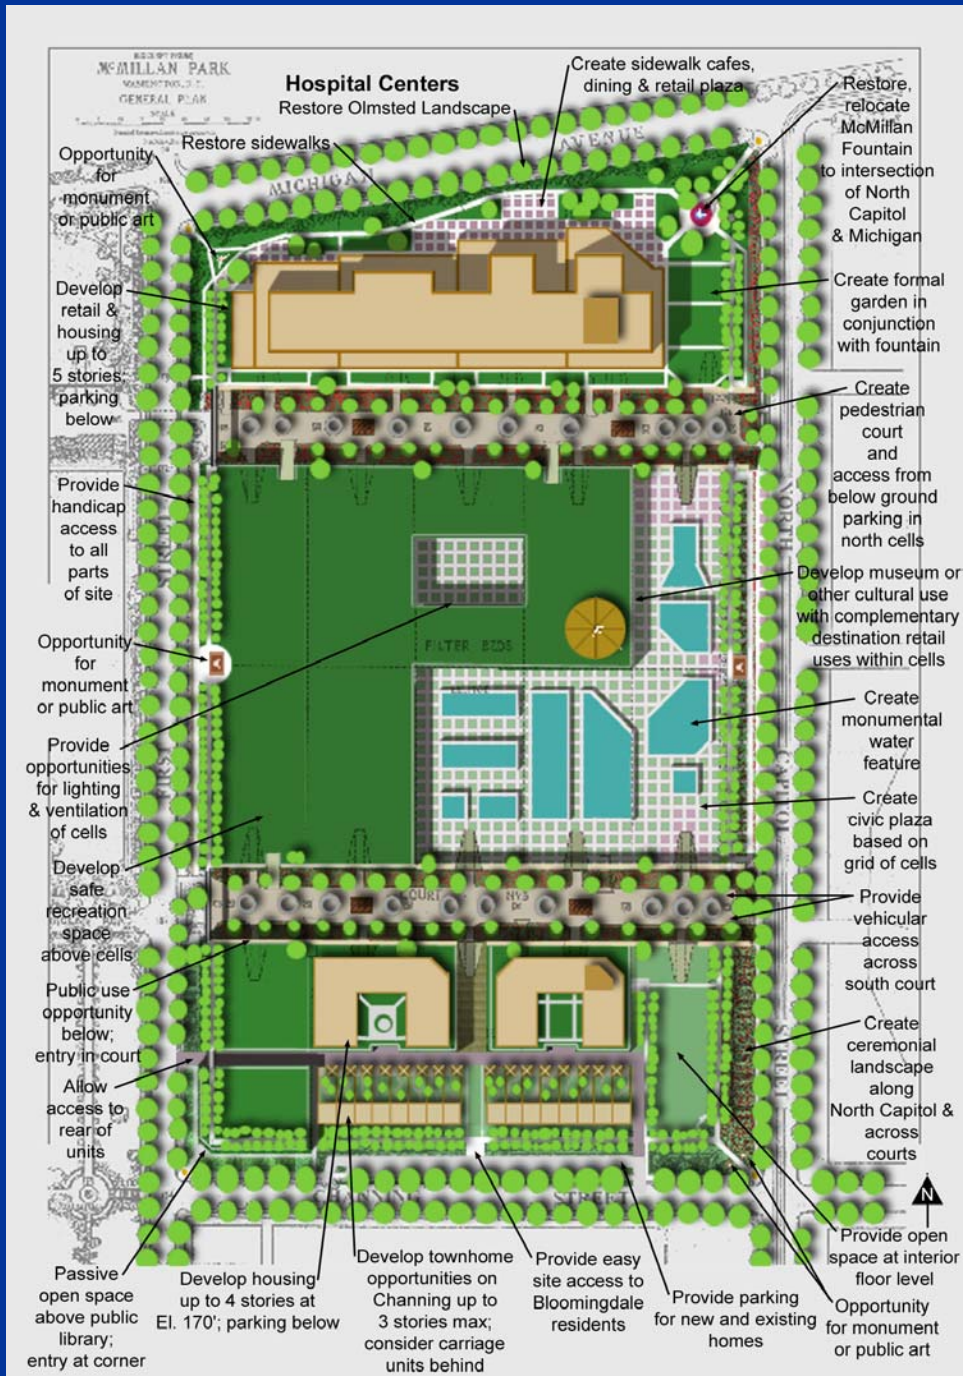 McMILLAN PARK
WASHINGTON, D.C.
GENERAL PLAN
SCALE
Hospital Centers
Restore Olmsted Landscape
Create sidewalk cafes,
dining & retail plaza
Restore,
relocate
McMillan
Fountain
to intersection
of North
Capitol
& Michigan
Restore sidewalks
MICHIGAN
AVENUE
Opportunity
for
monument
or public art
Develop
retail &
housing
up to
5 stories;
parking
below
Create formal
garden in
conjunction
with fountain
Create
pedestrian
court
and
access from
below ground
parking in
north cells
Provide
handicap
access
to all
parts
of site
Develop museum or
other cultural use
with complementary
destination retail
uses within cells
FILTER BEDS
Opportunity
for
monument
or public art
Create
monumental
water
feature
Provide
opportunities
for lighting
& ventilation
of cells
Create
civic plaza
based on
grid of cells
Develop
safe
recreation
space
above cells
COURT
Provide
vehicular
access
across
south court
Public use
opportunity
below;
entry in court
Allow
access to
rear of
units
Create
ceremonial
landscape
along
North Capitol &
across
courts
FIRST
STREET
NORTH
CAPITOL
STREET
CHANNING
STREET
N
Passive
open space
above public
library;
entry at corner
Develop housing
up to 4 stories at
El. 170'; parking below
Develop townhome
opportunities on
Channing up to
3 stories max;
consider carriage
units behind
Provide easy
site access to
Bloomingdale
residents
Provide parking
for new and existing
homes
Provide open
space at interior
floor level
Opportunity
for monument
or public art